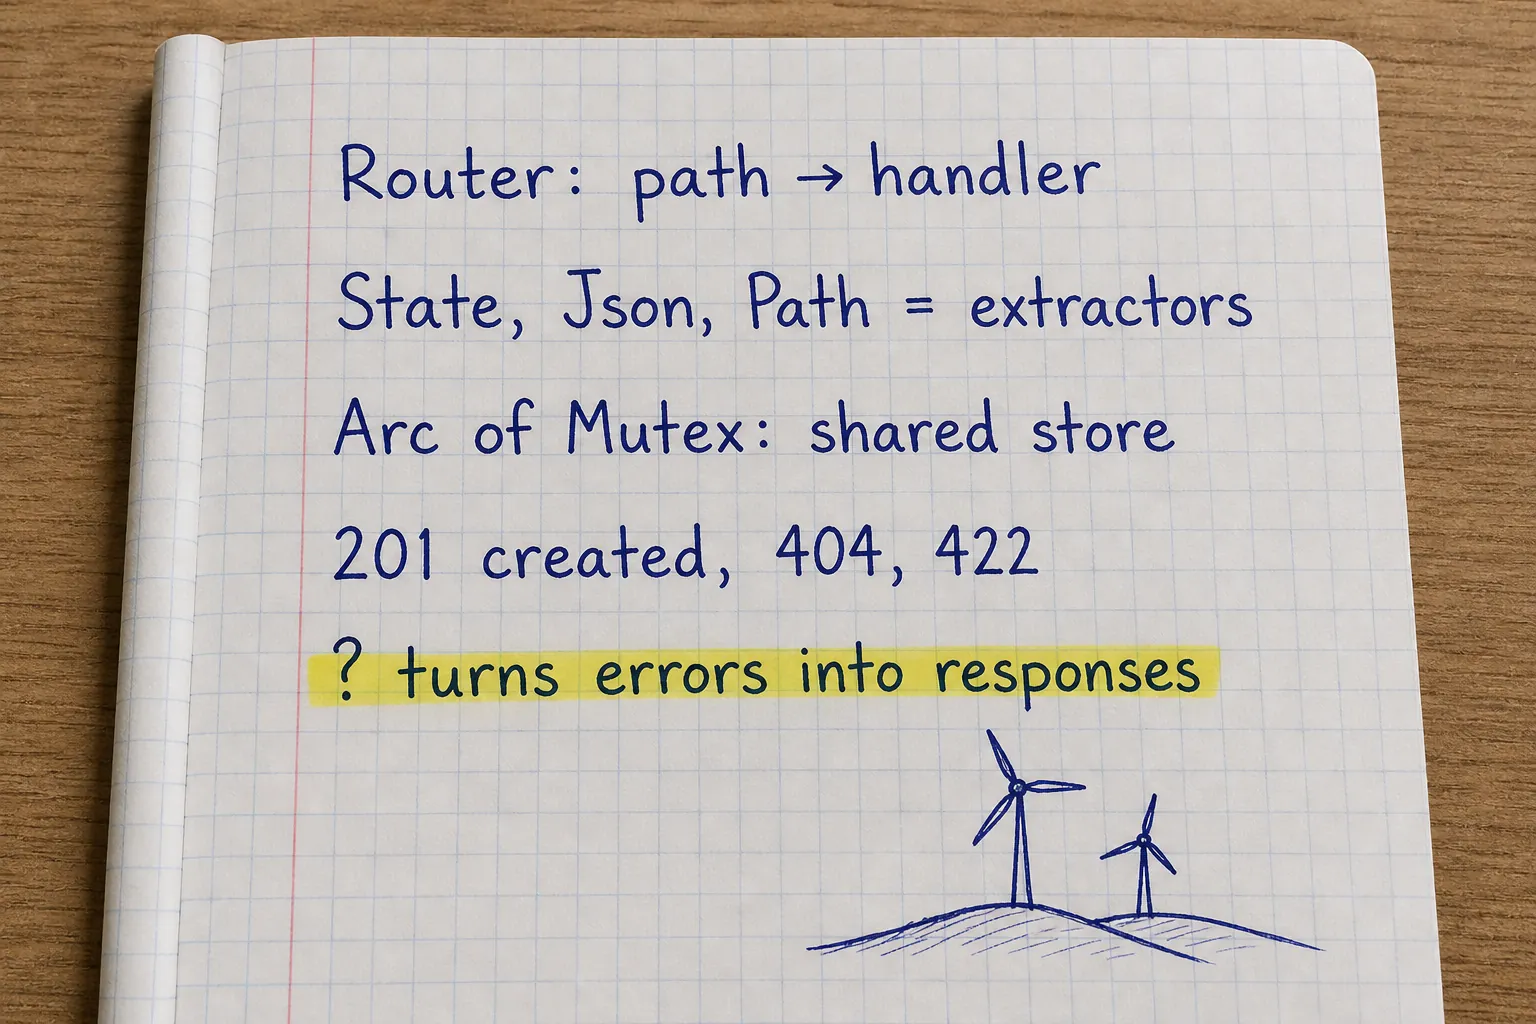 Router: path → handler
State, Json, Path = extractors
Arc of Mutex: shared store
201 created, 404, 422
? turns errors into responses